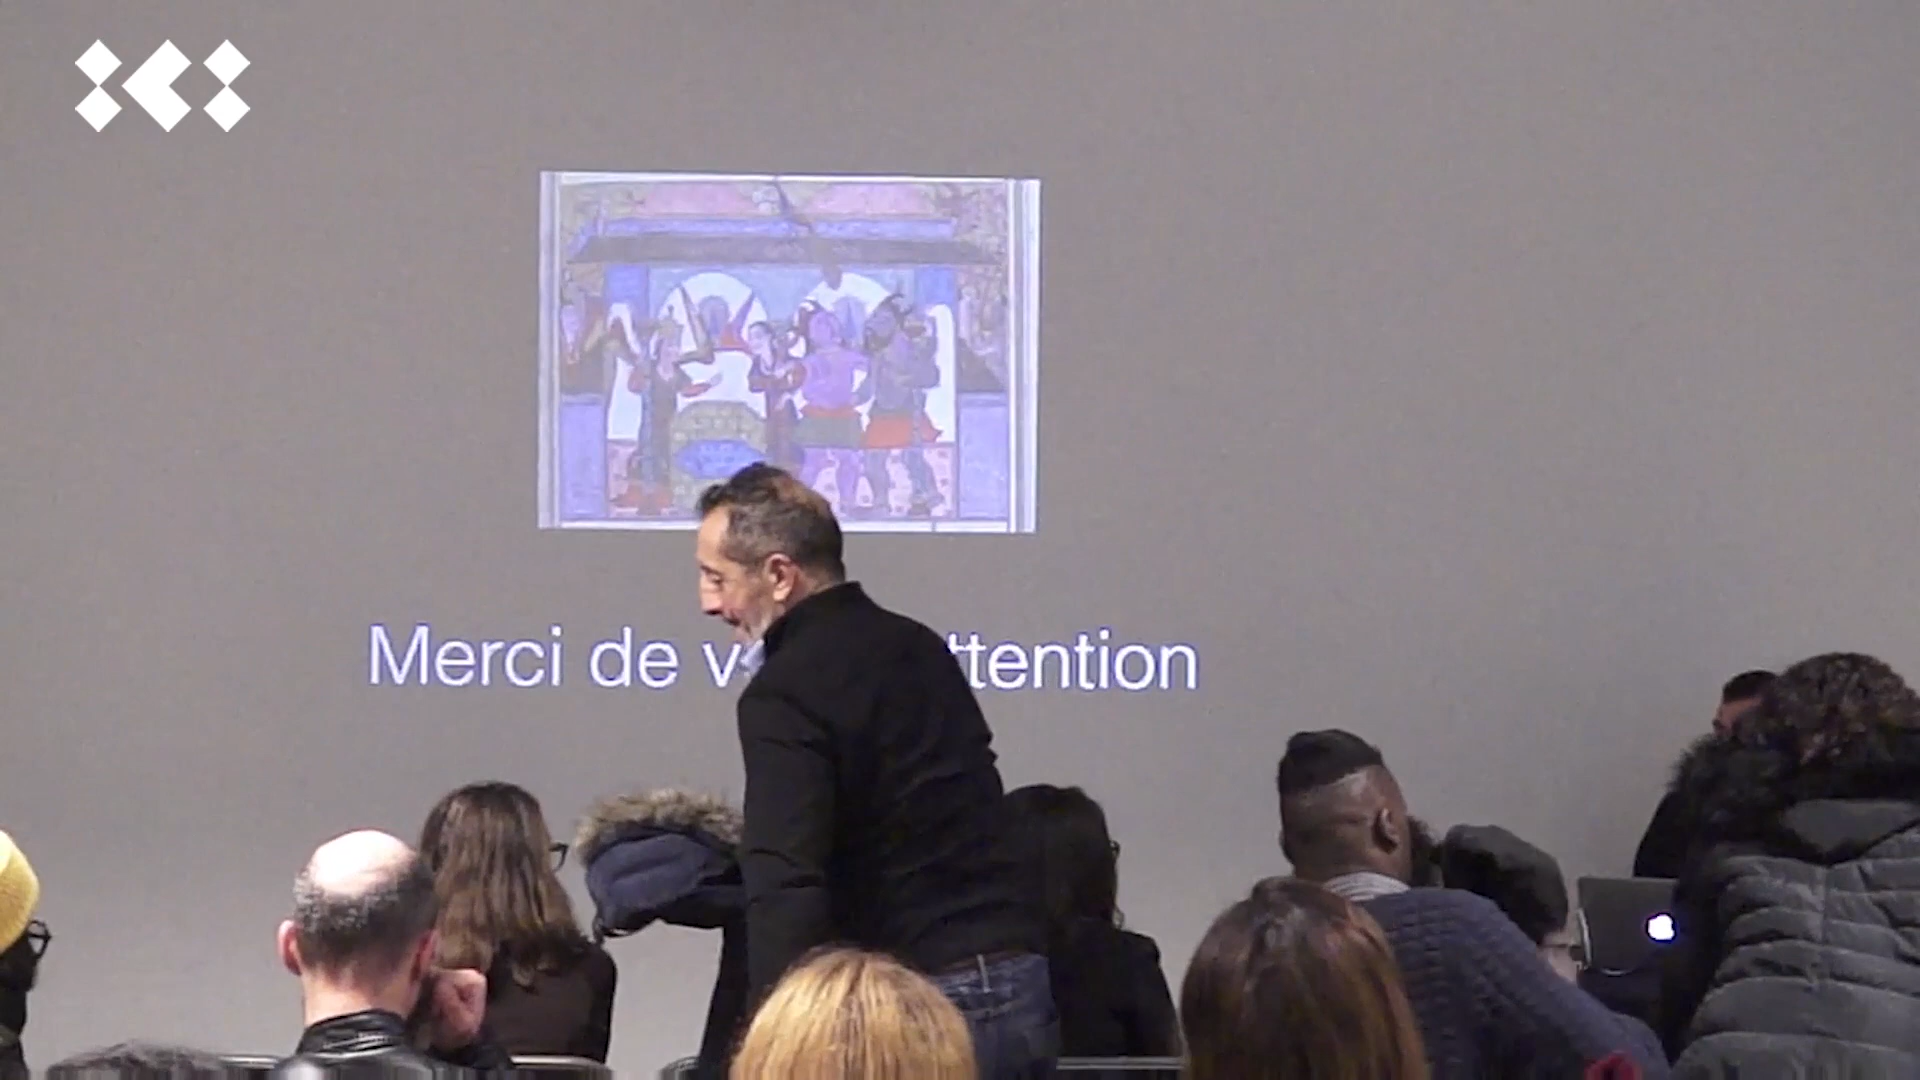 Merci de v ttention